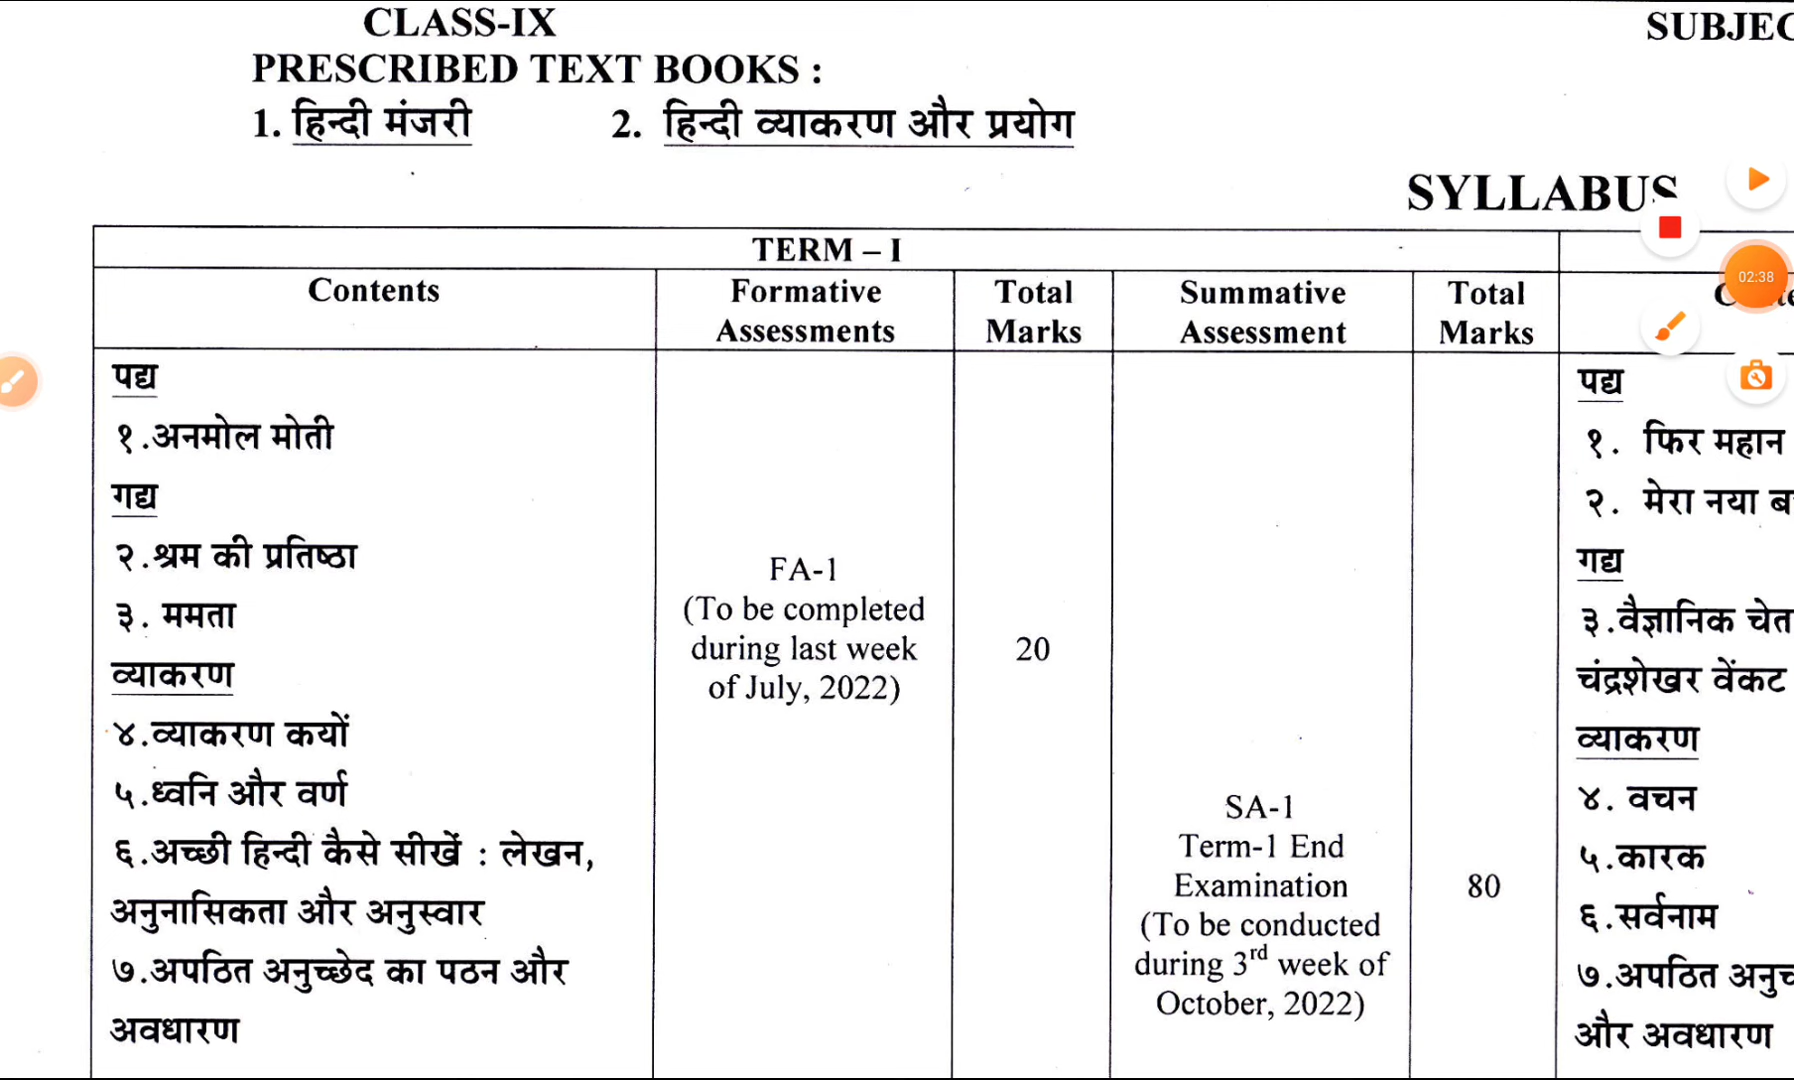 CLASS-IX
PRESCRIBED TEXT BOOKS :
1. हिन्दी मंजरी 2. हिन्दी व्याकरण और प्रयोग
SYLLABUS
TERM – I
Contents Formative Assessments Total Marks Summative Assessment Total Marks
पद्य
१.अनमोल मोती
गद्य
२.श्रम की प्रतिष्ठा
३. ममता
व्याकरण
४.व्याकरण कयों
५.ध्वनि और वर्ण
६.अच्छी हिन्दी कैसे सीखें : लेखन,
अनुनासिकता और अनुस्वार
७.अपठित अनुच्छेद का पठन और
अवधारण
FA-1
(To be completed
during last week
of July, 2022)
20
SA-1
Term-1 End
Examination
(To be conducted
during 3rd week of
October, 2022)
80
02:38
पद्य
१. फिर महान
२. मेरा नया
गद्य
३.वैज्ञानिक
चंद्रशेखर वेंकट
व्याकरण
४. वचन
५.कारक
६.सर्वनाम
७.अपठित
और अवधारण